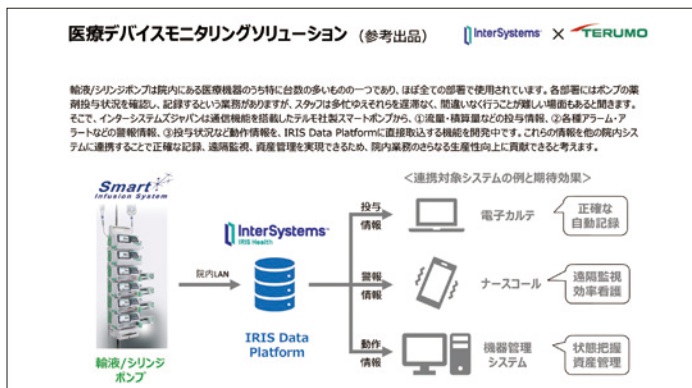 医療デバイスモニタリングソリューション（参考出品）
InterSystems × TERUMO
輸液/シリンジポンプは院内にある医療機器のうち特に台数の多いものの一つであり、ほぼ全ての部署で使用されています。各部署にはポンプの薬
剤投与状況を確認し、記録するという業務がありますが、スタッフは多忙ゆえそれらを遅滞なく、間違いなく行うことが難しい場面もあると聞きます。
そこで、インターシステムズジャパンは通信機能を搭載したテルモ社製スマートポンプから、①流量・積算量などの投与情報、②各種アラーム・ア
ラートなどの警報情報、③投与状況など動作情報を、IRIS Data Platformに直接取込する機能を開発中です。これらの情報を他の院内システ
ムに連携することで正確な記録、遠隔監視、資産管理を実現できるため、院内業務のさらなる生産性向上に貢献できると考えます。
＜連携対象システムの例と期待効果＞
Smart
Infusion System
輸液/シリンジ
ポンプ
院内LAN
InterSystems
IRIS Health
IRIS Data
Platform
投与
情報
電子カルテ
正確な
自動記録
警報
情報
ナースコール
遠隔監視
効率看護
動作
情報
機器管理
システム
状態把握
資産管理